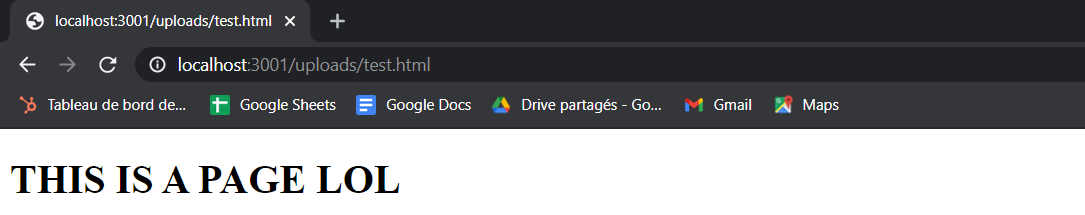 localhost:3001/uploads/test.html
localhost:3001/uploads/test.html
Tableau de bord de... Google Sheets Google Docs Drive partagés - Go... Gmail Maps
THIS IS A PAGE LOL